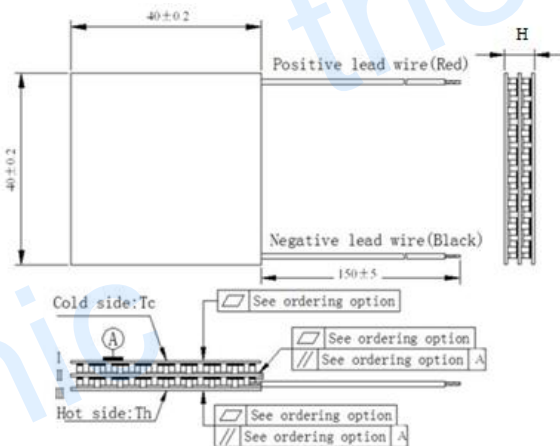 40±0.2
H
Positive lead wire(Red)
40±0.2
Negative lead wire(Black)
150±5
Cold side:Tc
See ordering option
A
See ordering option
I
// See ordering option A
II
III
Hot side:Th
See ordering option
// See ordering option A